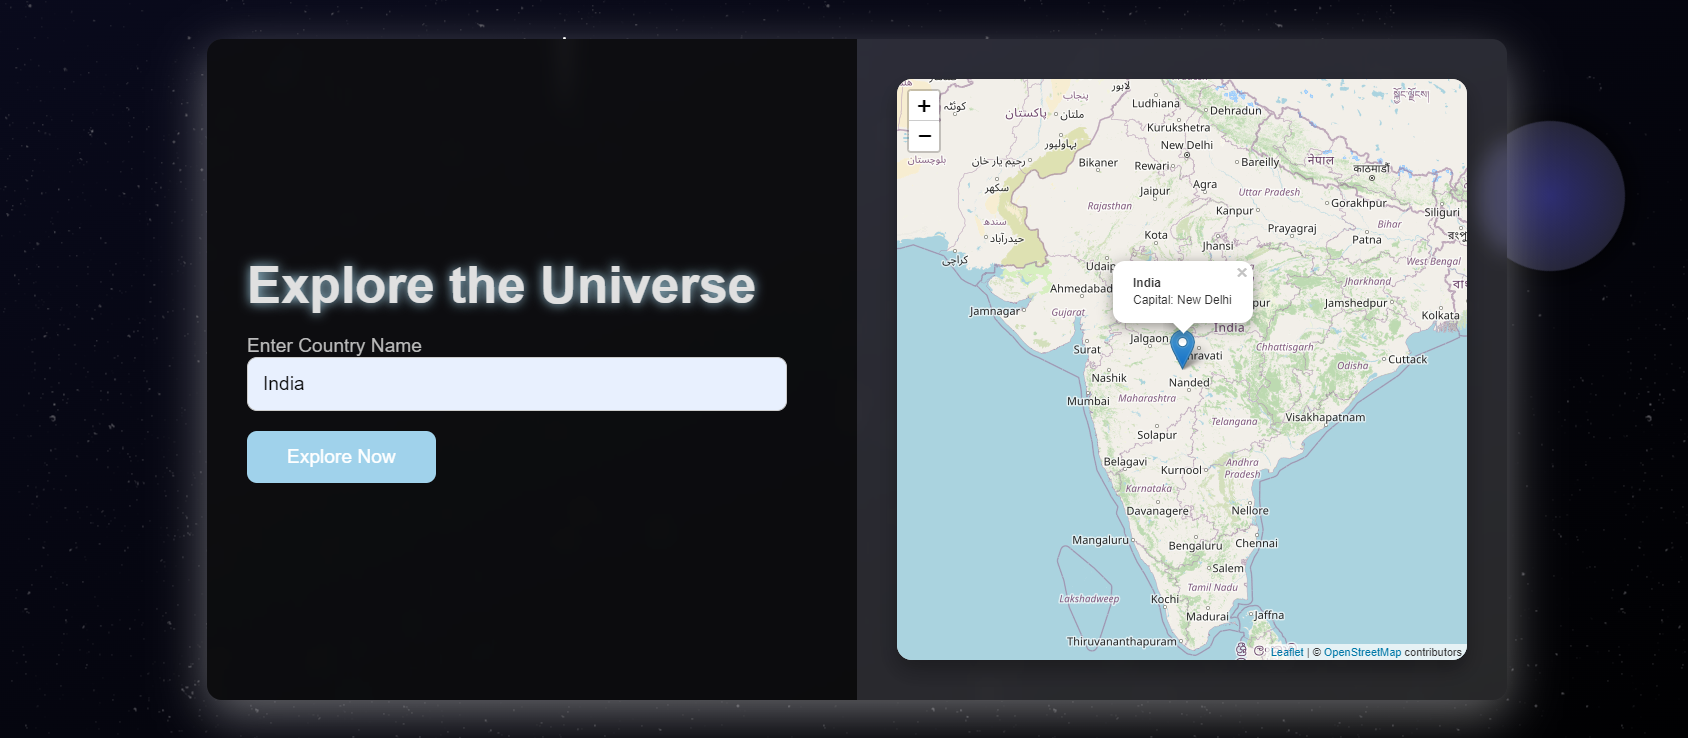 Explore the Universe
Enter Country Name
India
Explore Now
+
−
لاہور
Ludhiana
Dehradun
پنجاب
کوئٹہ
پاکستان
ملتان
Kurukshetra
New Delhi
بہاولپور
بلوچستان
رحیم یار خان
Bikaner
Rewari
Bareilly
नेपाल
काठमाडौं
سکھر
Jaipur
Agra
Uttar Pradesh
Rajasthan
Kanpur
Gorakhpur
Siliguri
سندھ
حیدرآباد
Kota
Jhansi
Prayagraj
Patna
Bihar
রংপু
کراچی
Udaip
West Bengal
×
India
Capital: New Delhi
Ahmedabad
pur
Jharkhand
Jamshedpur
Jamnagar
Gujarat
India
Kolkata
Surat
Jalgaon
ravati
Chhattisgarh
Cuttack
Odisha
Nashik
Nanded
Mumbai
Maharashtra
Telangana
Visakhapatnam
Solapur
Belagavi
Kurnool
Andhra
Pradesh
Karnataka
Davanagere
Nellore
Mangaluru
Bengaluru
Chennai
Salem
Lakshadweep
Kochi
Tamil Nadu
Madurai
Jaffna
Thiruvananthapuram
Leaflet | © OpenStreetMap contributors